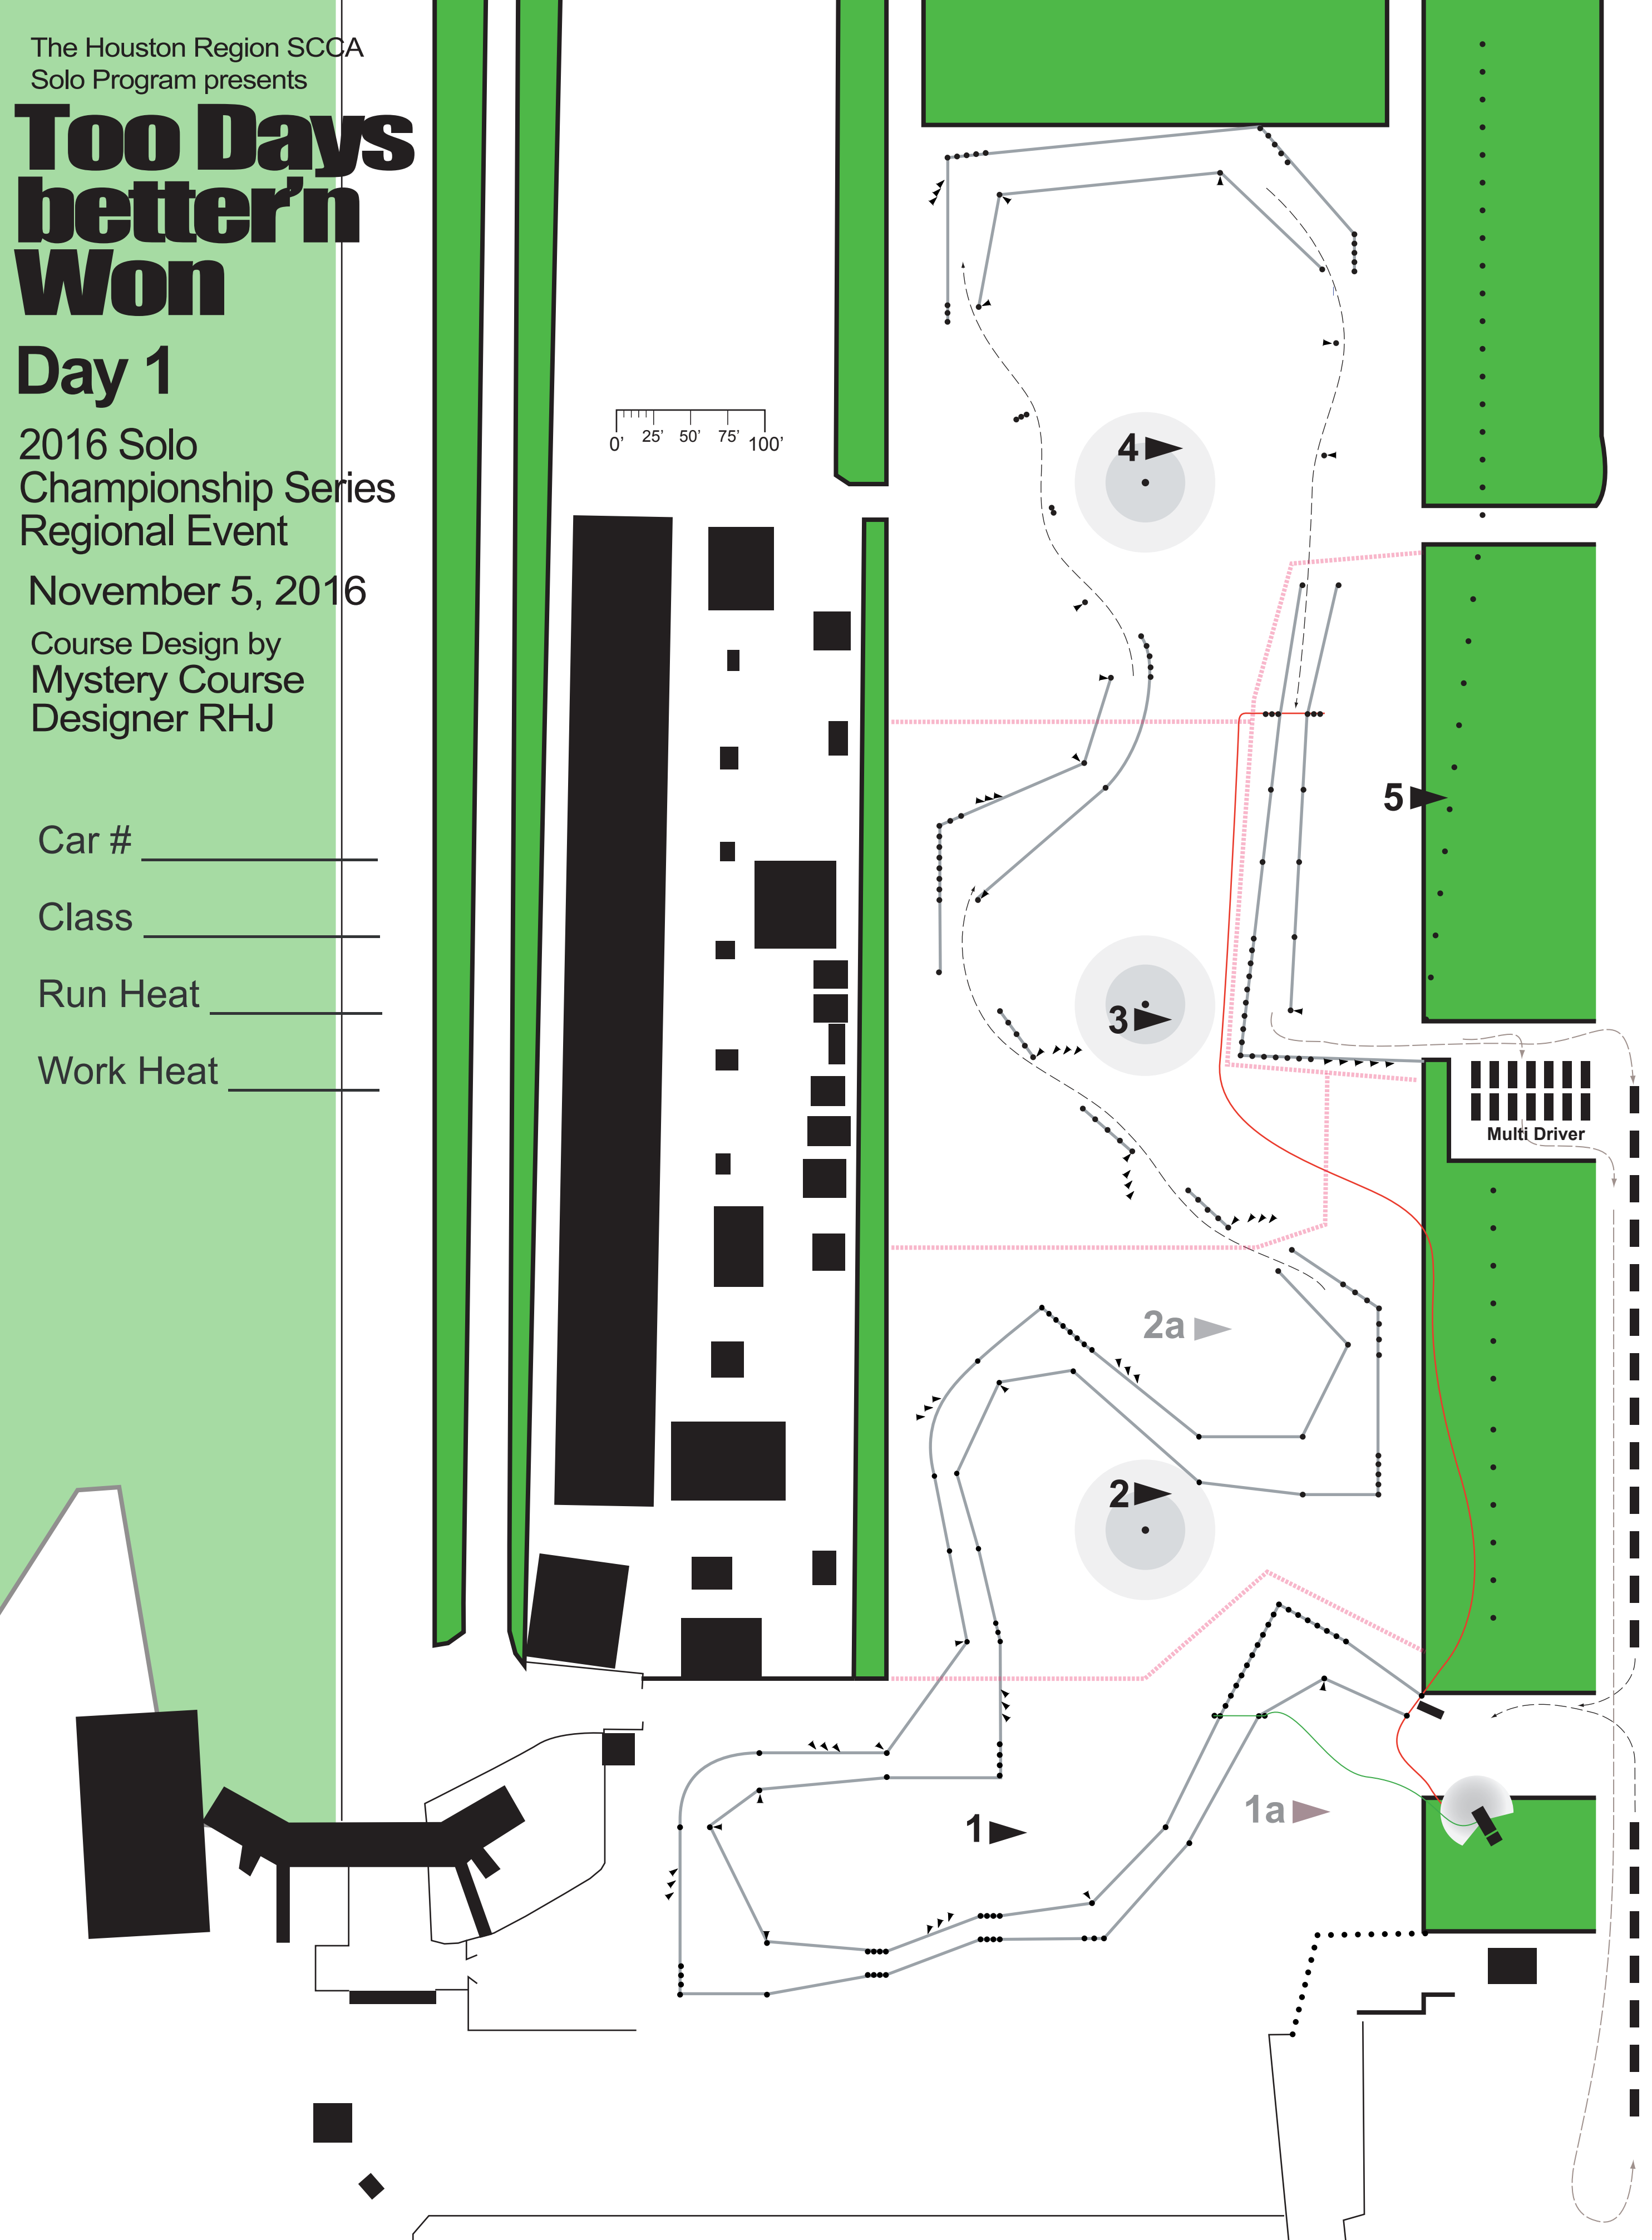 The Houston Region SCCA
Solo Program presents
Too Days
better'n
Won
Day 1
2016 Solo
Championship Series
Regional Event
November 5, 2016
Course Design by
Mystery Course
Designer RHJ
Car #
Class
Run Heat
Work Heat
0' 25' 50' 75' 100'
4
5
3
Multi Driver
2a
2
1
1a